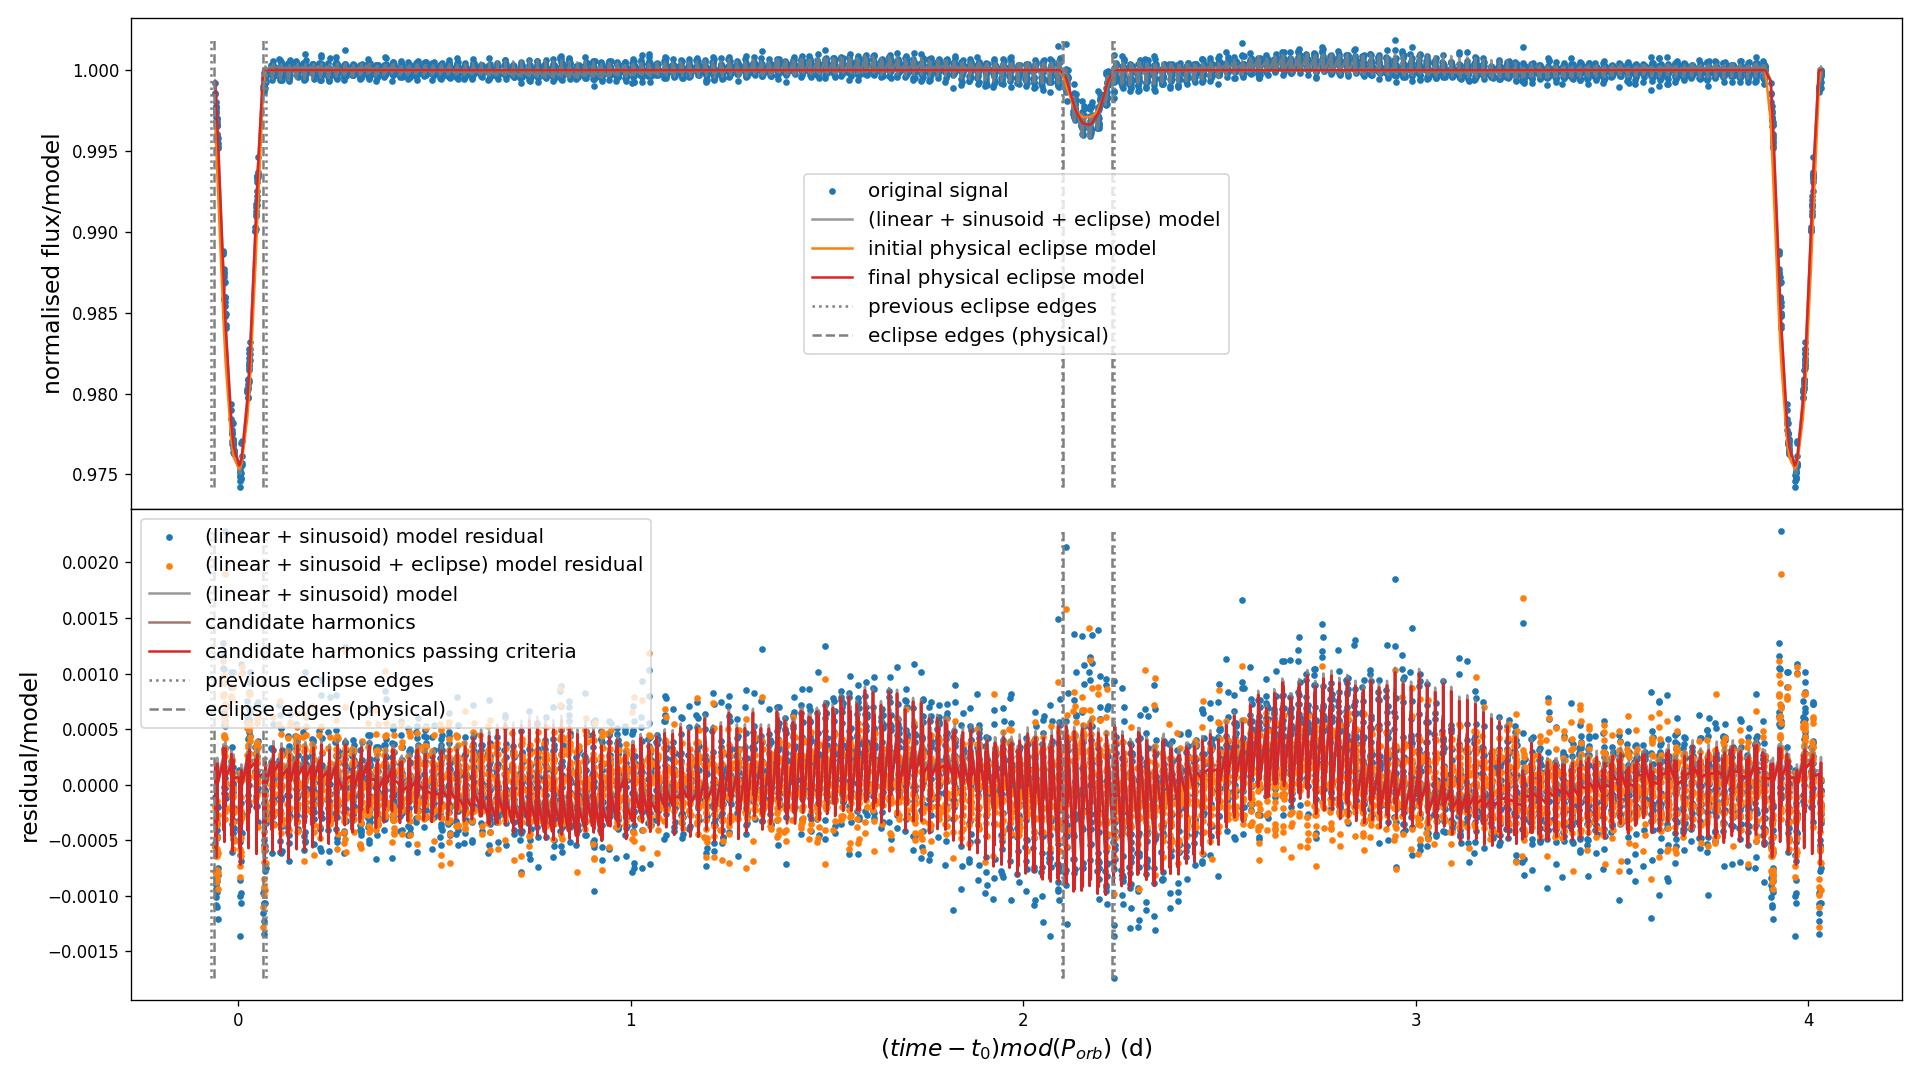 normalised flux/model
1.000
0.995
0.990
0.985
0.980
0.975
original signal
(linear + sinusoid + eclipse) model
initial physical eclipse model
final physical eclipse model
previous eclipse edges
eclipse edges (physical)
residual/model
0.0020
0.0015
0.0010
0.0005
0.0000
−0.0005
−0.0010
−0.0015
(linear + sinusoid) model residual
(linear + sinusoid + eclipse) model residual
(linear + sinusoid) model
candidate harmonics
candidate harmonics passing criteria
previous eclipse edges
eclipse edges (physical)
0 1 2 3 4
(time − t₀)mod(Pₒᵣb) (d)